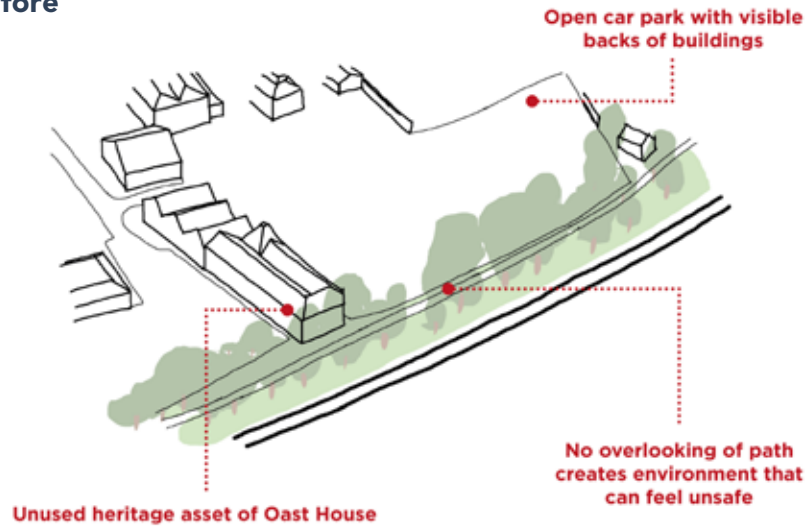 fore
Open car park with visible
backs of buildings
No overlooking of path
creates environment that
can feel unsafe
Unused heritage asset of Oast House